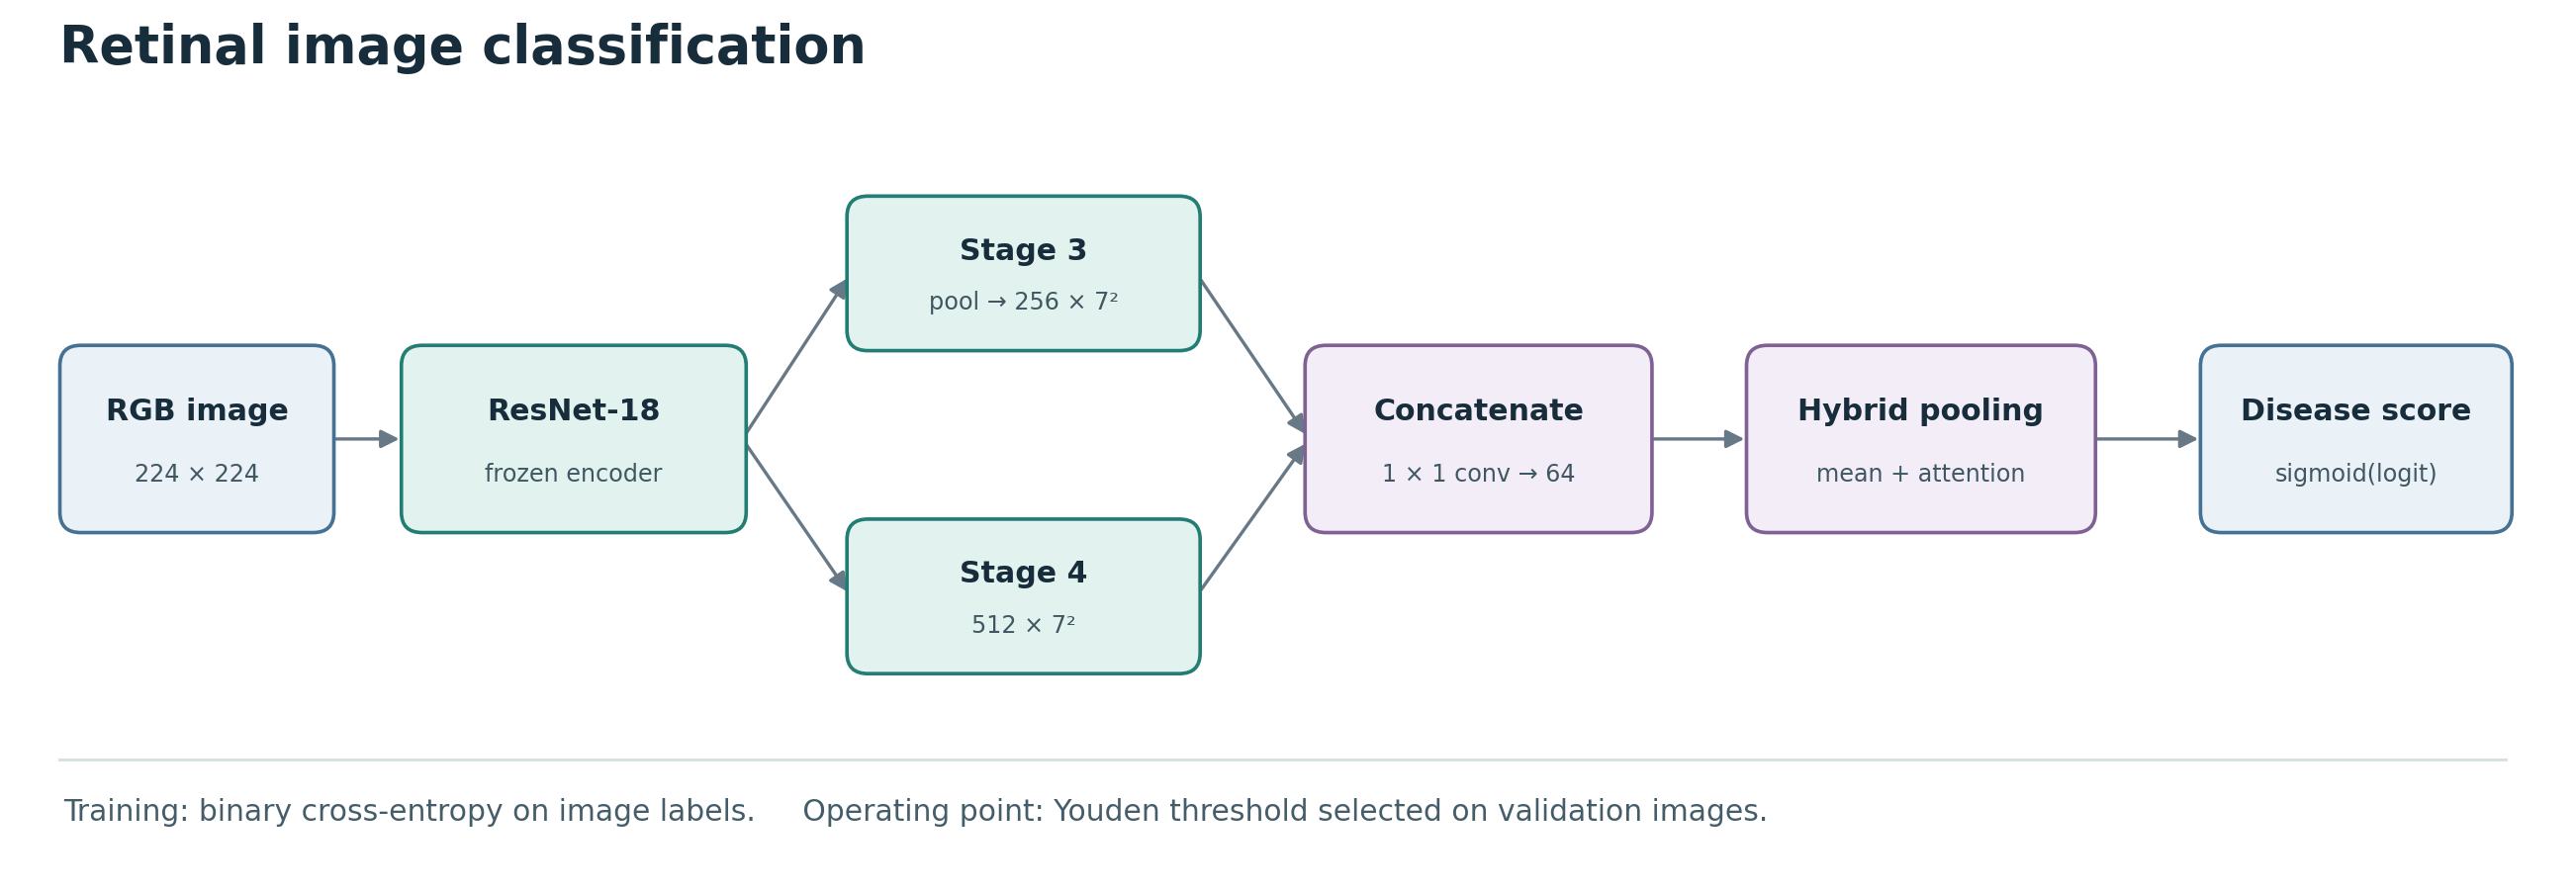 Retinal image classification
RGB image
224 × 224
ResNet-18
frozen encoder
Stage 3
pool → 256 × 7²
Stage 4
512 × 7²
Concatenate
1 × 1 conv → 64
Hybrid pooling
mean + attention
Disease score
sigmoid(logit)
Training: binary cross-entropy on image labels. Operating point: Youden threshold selected on validation images.